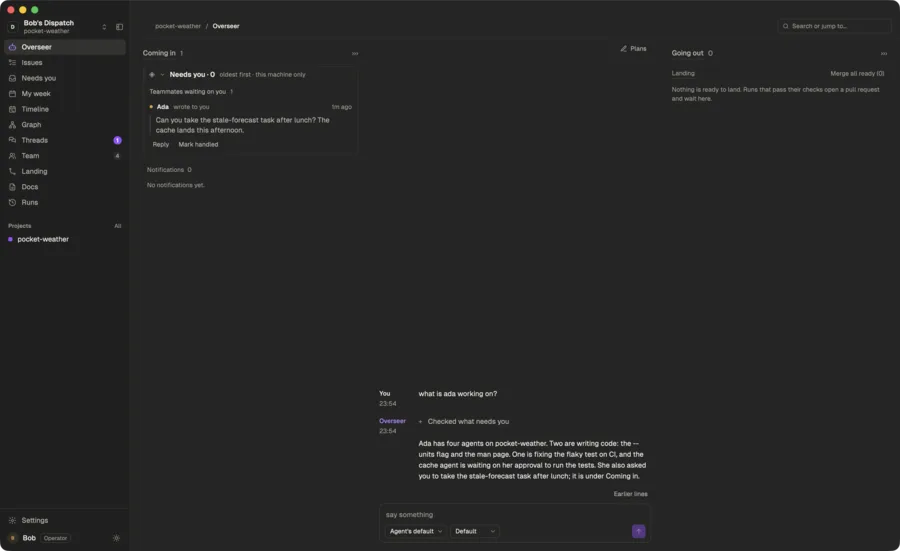 D
Bob's Dispatch
pocket-weather
Overseer
Issues
Needs you
My week
Timeline
Graph
Threads 1
Team 4
Landing
Docs
Runs
Projects All
pocket-weather
Settings
B Bob Operator
pocket-weather / Overseer
Search or jump to...
Coming in 1
Needs you · 0 oldest first · this machine only
Teammates waiting on you 1
Ada wrote to you 1m ago
Can you take the stale-forecast task after lunch? The
cache lands this afternoon.
Reply Mark handled
Notifications 0
No notifications yet.
Plans
You what is ada working on?
23:54
Overseer Checked what needs you
23:54
Ada has four agents on pocket-weather. Two are writing code: the --
units flag and the man page. One is fixing the flaky test on CI, and the
cache agent is waiting on her approval to run the tests. She also asked
you to take the stale-forecast task after lunch; it is under Coming in.
Earlier lines
say something
Agent's default Default
Going out 0
Landing Merge all ready (0)
Nothing is ready to land. Runs that pass their checks open a pull request
and wait here.